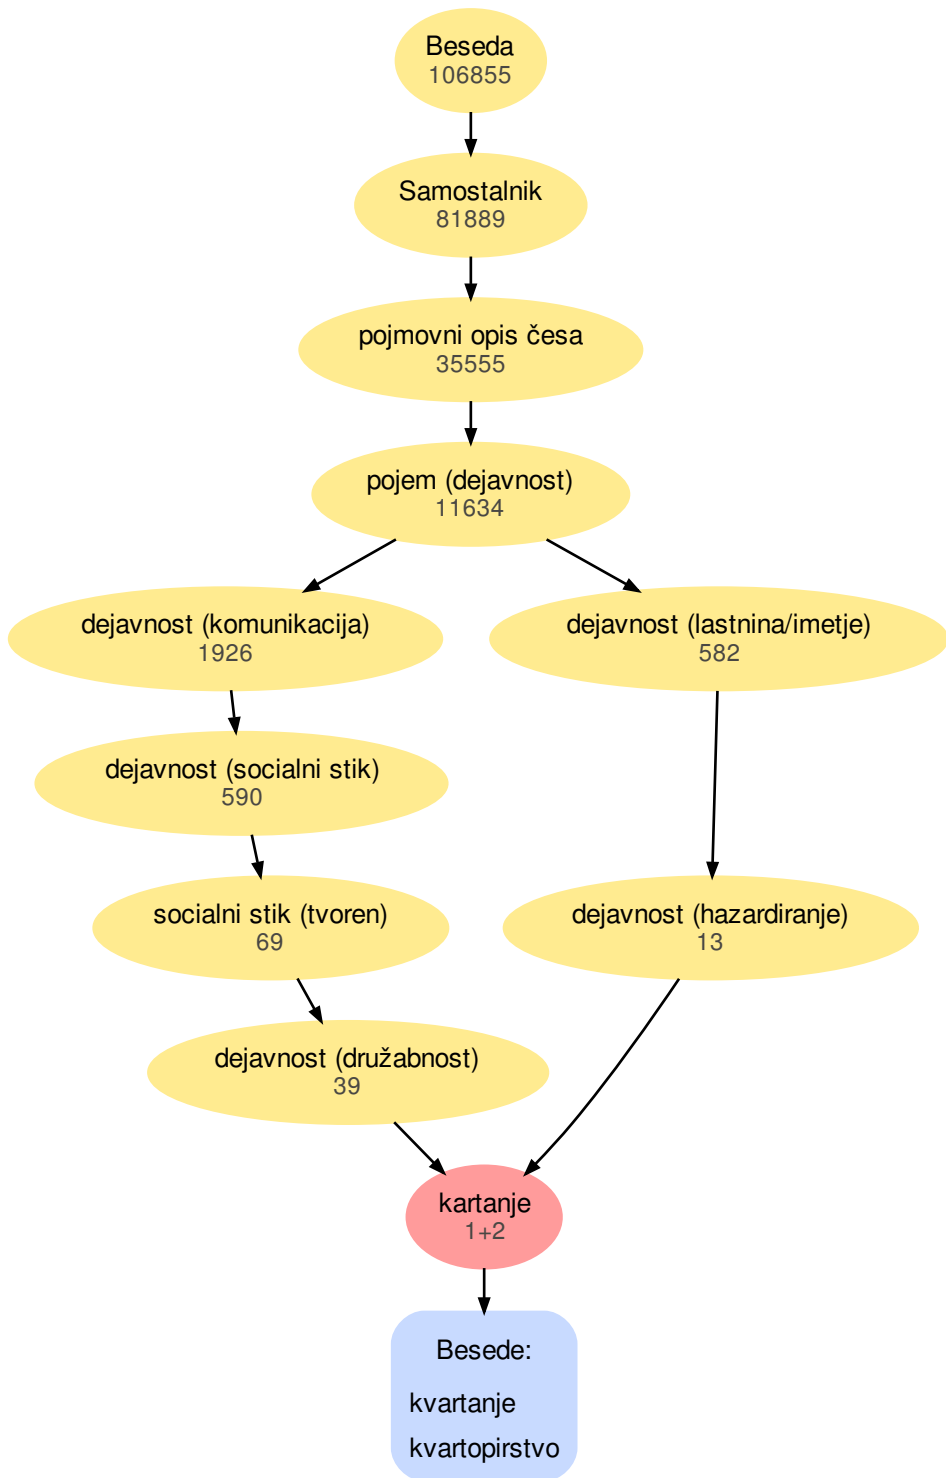 Beseda
106855
Samostalnik
81889
pojmovni opis česa
35555
pojem (dejavnost)
11634
dejavnost (komunikacija)
1926
dejavnost (lastnina/imetje)
582
dejavnost (socialni stik)
590
socialni stik (tvoren)
69
dejavnost (hazardiranje)
13
dejavnost (družabnost)
39
kartanje
1+2
Besede:
kvartanje
kvartopirstvo